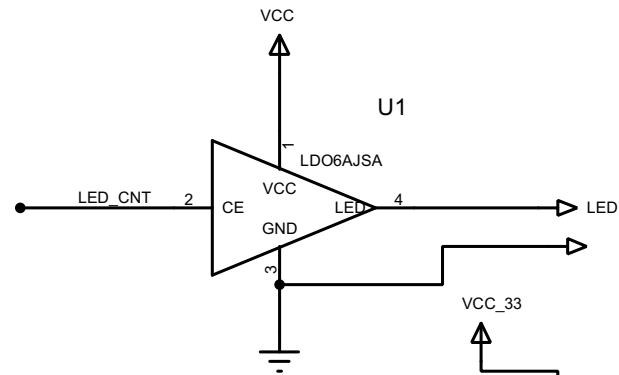 VCC
U1
1
LDO6AJSA
VCC
LED_CNT
2
CE
LED
4
LED
GND
3
VCC_33